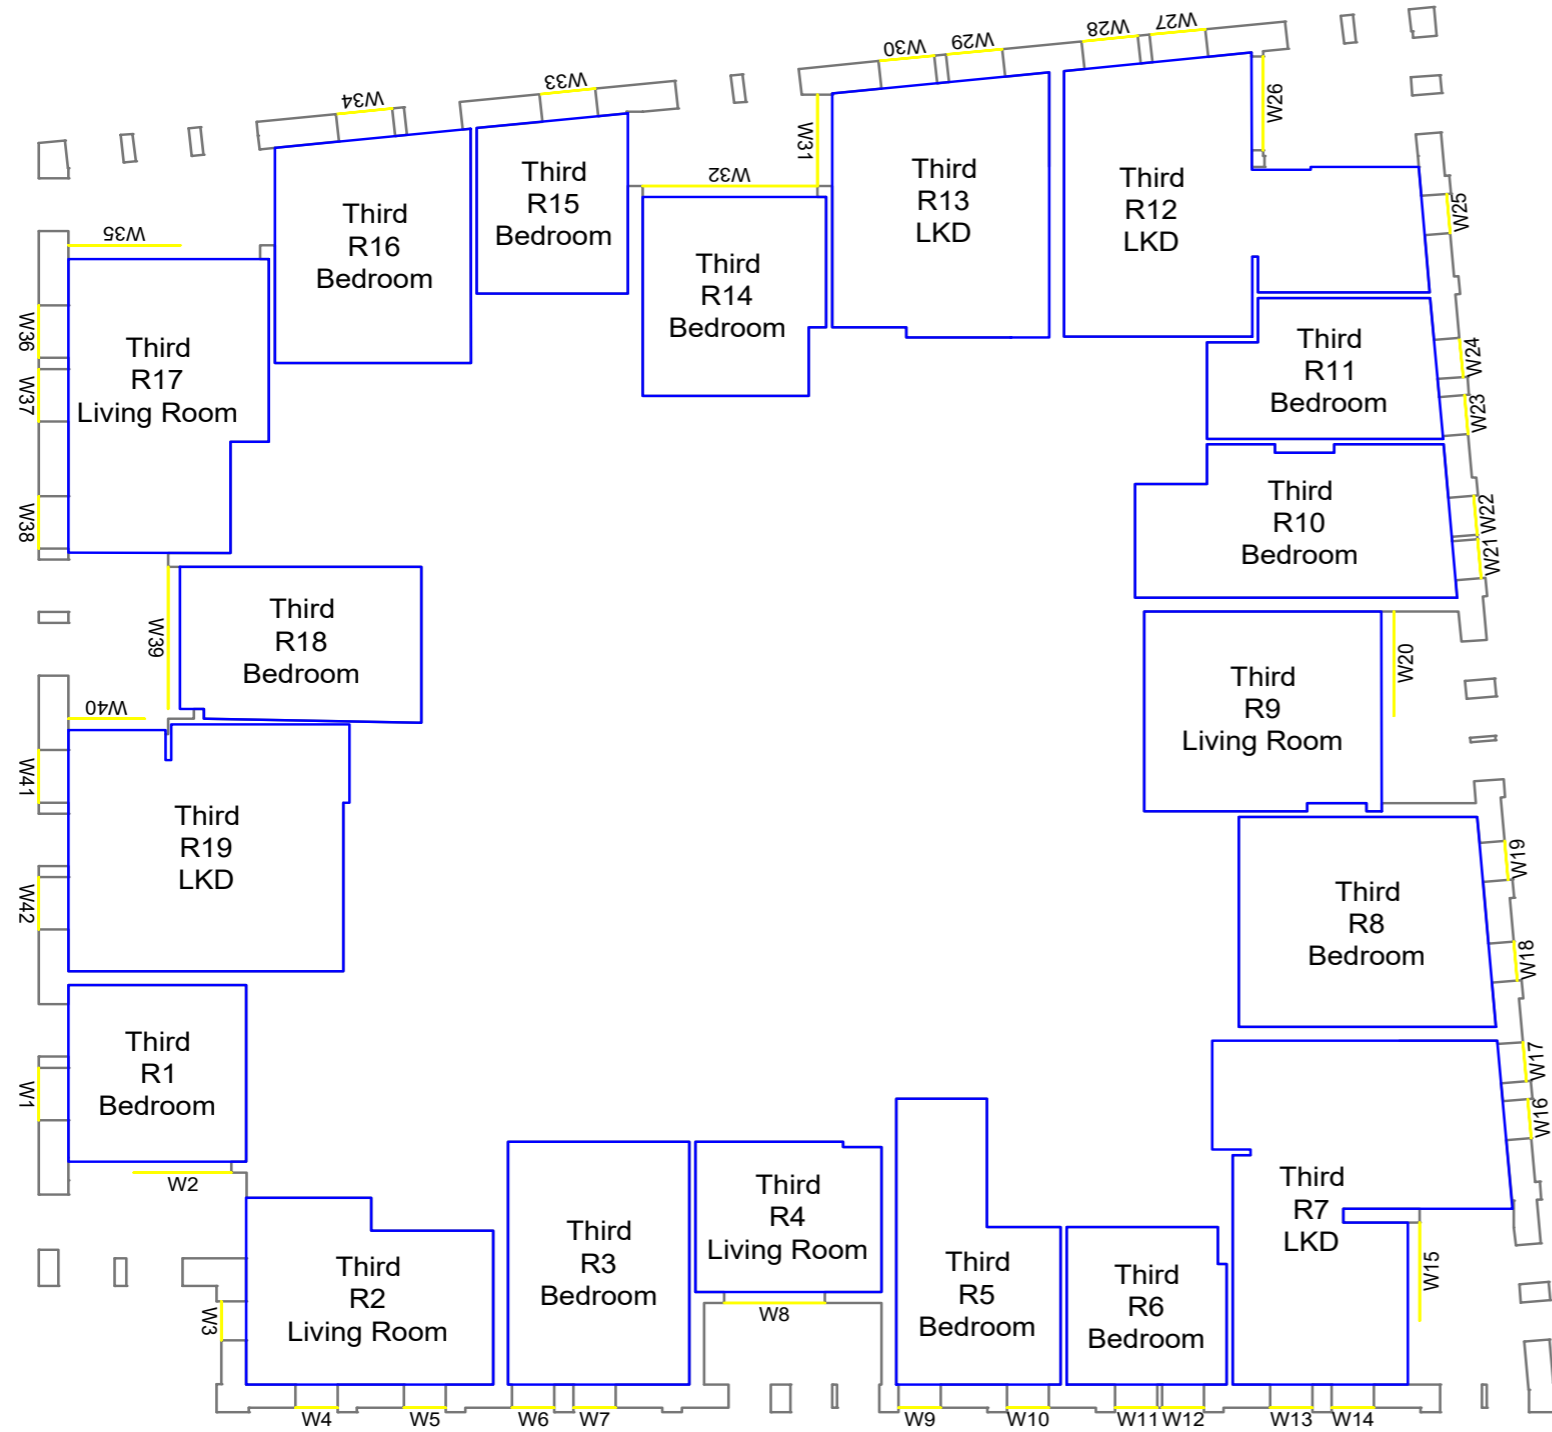 W27
W28
W29
W30
W33
W34
W26
W31
W32
W25
Third
R15
Bedroom
Third
R13
LKD
Third
R12
LKD
Third
R16
Bedroom
W35
Third
R14
Bedroom
W36
W37
W38
Third
R17
Living Room
Third
R11
Bedroom
W24
W23
Third
R10
Bedroom
W22
W21
W39
Third
R18
Bedroom
W20
Third
R9
Living Room
W40
W41
W42
Third
R19
LKD
Third
R8
Bedroom
W19
W18
W1
Third
R1
Bedroom
W2
W17
W16
Third
R7
LKD
W15
W3
Third
R2
Living Room
Third
R3
Bedroom
Third
R4
Living Room
W8
Third
R5
Bedroom
Third
R6
Bedroom
W4
W5
W6
W7
W9
W10
W11
W12
W13
W14